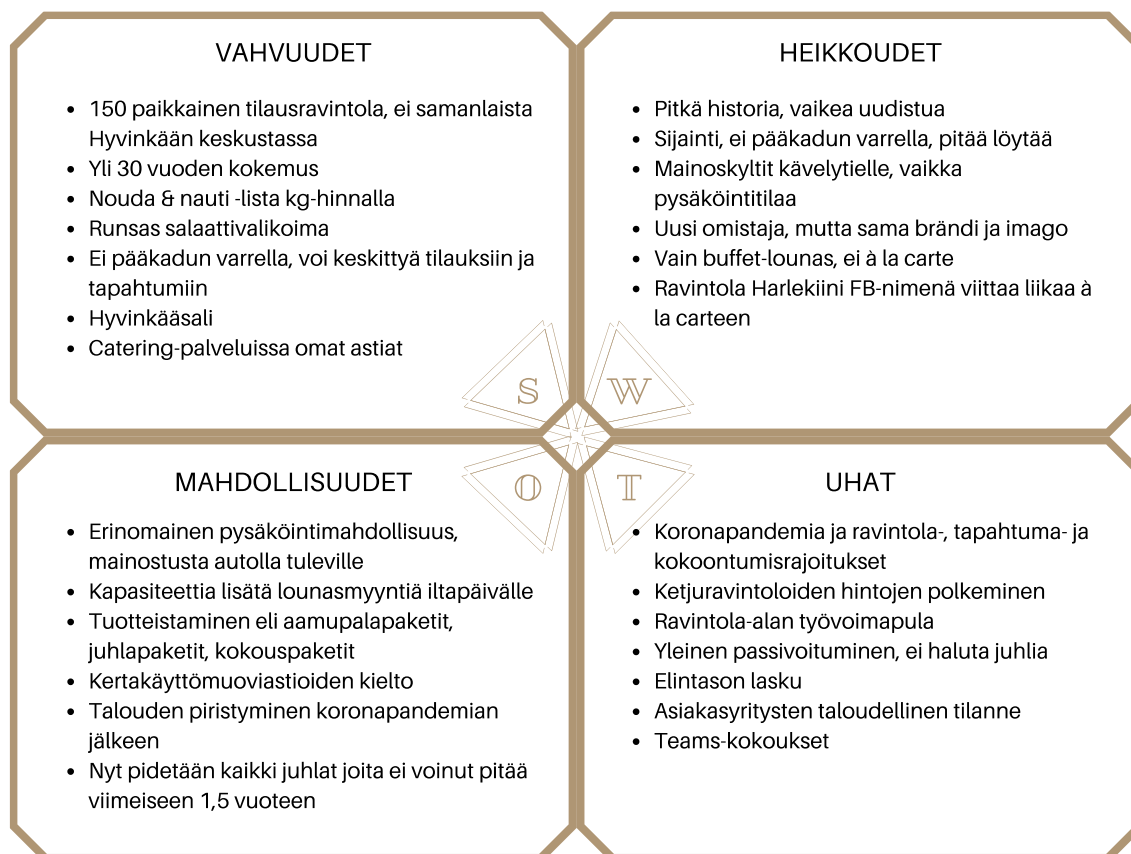 VAHVUUDET
• 150 paikkainen tilausravintola, ei samanlaista
Hyvinkään keskustassa
• Yli 30 vuoden kokemus
• Nouda & nauti -lista kg-hinnalla
• Runsas salaattivalikoima
• Ei pääkadun varrella, voi keskittyä tilauksiin ja
tapahtumiin
• Hyvinkääsali
• Catering-palveluissa omat astiat
S
HEIKKOUDET
• Pitkä historia, vaikea uudistua
• Sijainti, ei pääkadun varrella, pitää löytää
• Mainoskyltit kävelytielle, vaikka
pysäköintitilaa
• Uusi omistaja, mutta sama brändi ja imago
• Vain buffet-lounas, ei à la carte
• Ravintola Harlekiini FB-nimenä viittaa liikaa à
la carteen
W
MAHDOLLISUUDET
O
• Erinomainen pysäköintimahdollisuus,
mainostusta autolla tuleville
• Kapasiteettia lisätä lounasmyyntiä iltapäivälle
• Tuotteistaminen eli aamupalapaketit,
juhlapaketit, kokouspaketit
• Kertakäyttömuoviastioiden kielto
• Talouden piristyminen koronapandemian
jälkeen
• Nyt pidetään kaikki juhlat joita ei voinut pitää
viimeiseen 1,5 vuoteen
UHAT
T
• Koronapandemia ja ravintola-, tapahtuma- ja
kokoontumisrajoitukset
• Ketjuravintoloiden hintojen polkeminen
• Ravintola-alan työvoimapula
• Yleinen passivoituminen, ei haluta juhlia
• Elintason lasku
• Asiakasyritysten taloudellinen tilanne
• Teams-kokoukset